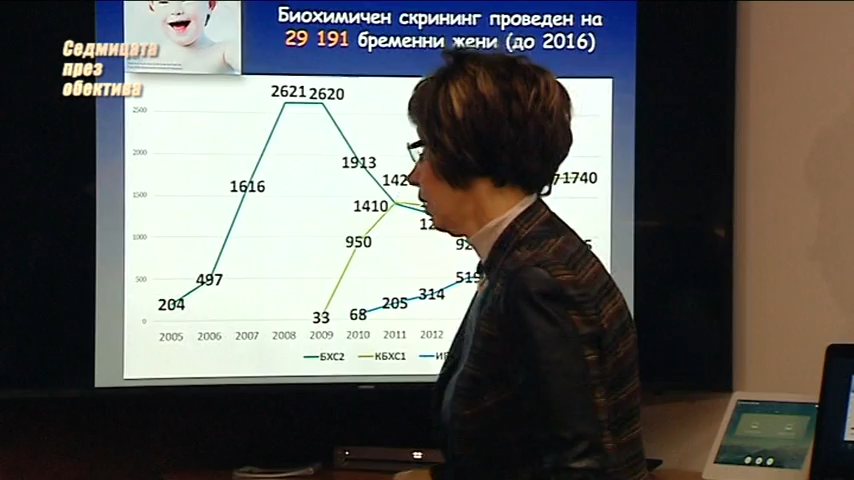 Седмицата
през
обектива
Биохимичен скрининг проведен на
29 191 бременни жени (до 2016)
2500
2000
1500
1000
500
0
2621 2620
1913
1616
1410
1740
950
497
204
33
68
205
314
2005 2006 2007 2008 2009 2010 2011 2012
БХС2 КБХС1